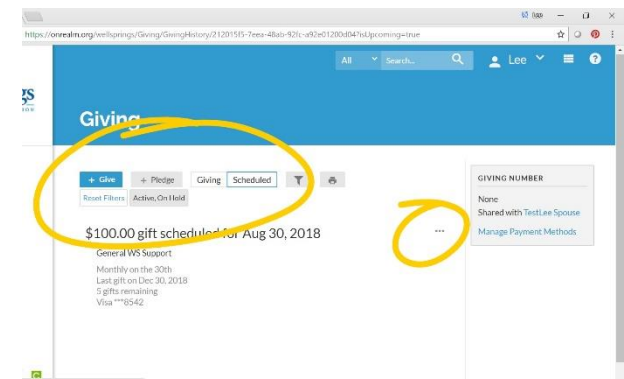 https://onrealm.org/wellsprings/Giving/GivingHistory/212015f5-7eea-48ab-92fc-a92e01200d04?isUpcoming=true
All Search... Lee ?
gs
Giving
+ Give + Pledge Giving Scheduled
Reset Filters Active, On Hold
$100.00 gift scheduled for Aug 30, 2018 ...
General WS Support
Monthly on the 30th
Last gift on Dec 30, 2018
5 gifts remaining
Visa ***8542
GIVING NUMBER
None
Shared with TestLee Spouse
Manage Payment Methods